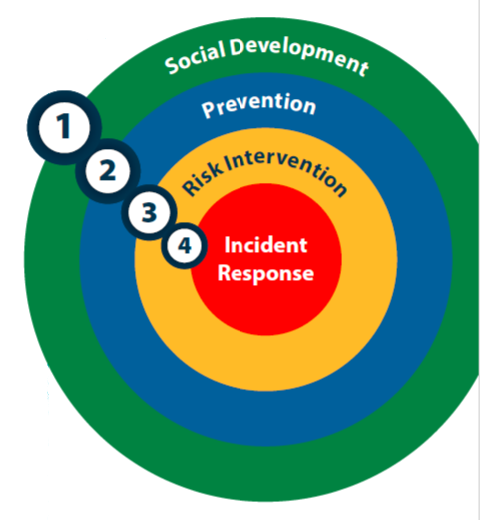 Social Development
Prevention
Risk Intervention
Incident
Response
1
2
3
4